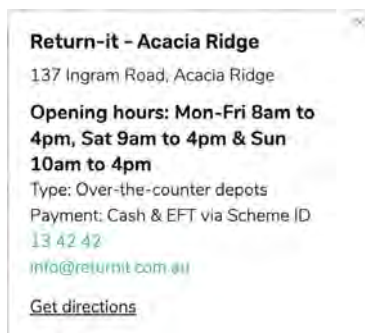 Return-it - Acacia Ridge
137 Ingram Road, Acacia Ridge
Opening hours: Mon-Fri 8am to
4pm, Sat 9am to 4pm & Sun
10am to 4pm
Type: Over-the-counter depots
Payment: Cash & EFT via Scheme ID
13 42 42
info@returnit.com.au
Get directions